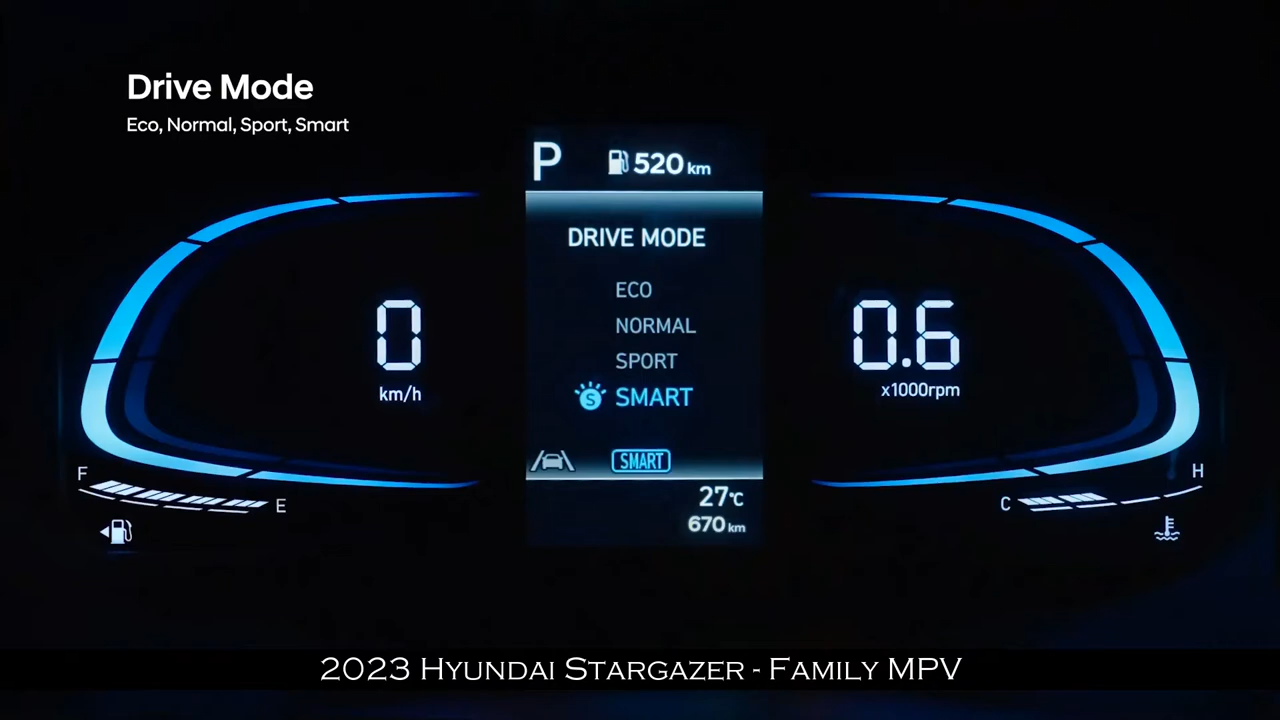 Drive Mode
Eco, Normal, Sport, Smart
P 520 km
DRIVE MODE
ECO
NORMAL
SPORT
S SMART
0
km/h
0.6
x1000rpm
SMART
F
E
C
H
27°C
670 km
2023 HYUNDAI STARGAZER - FAMILY MPV